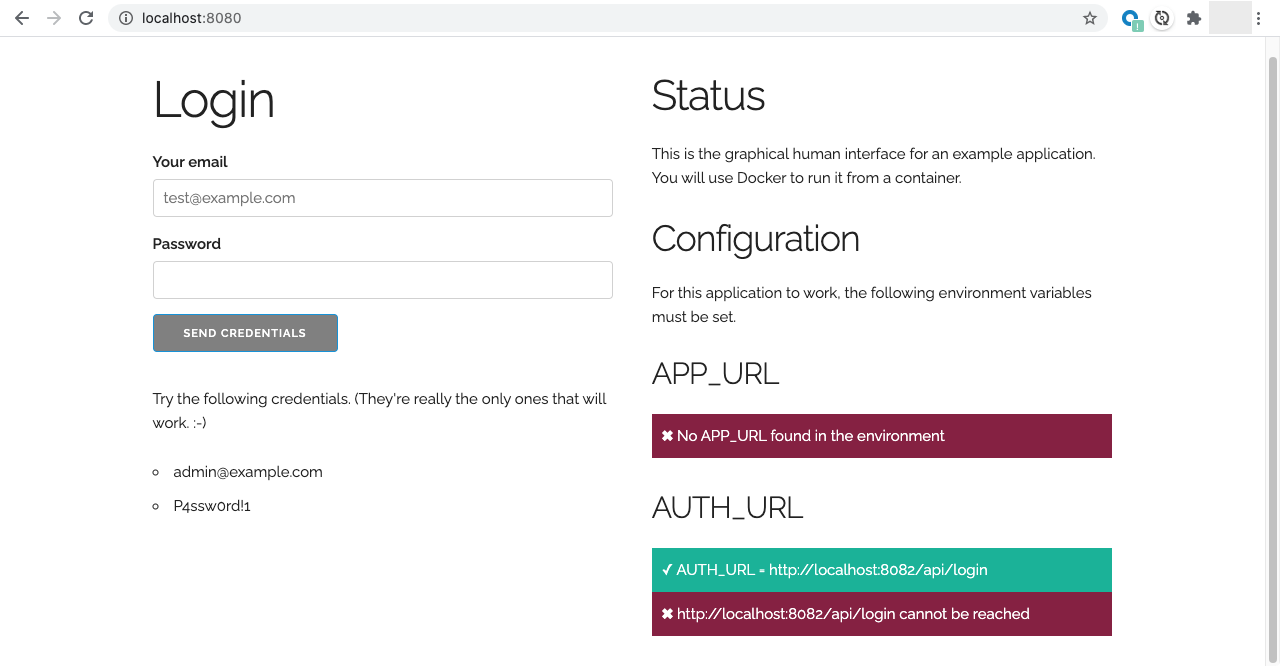 localhost:8080
Login
Your email
test@example.com
Password
SEND CREDENTIALS
Try the following credentials. (They're really the only ones that will
work. :-)
admin@example.com
P4ssw0rd!1
Status
This is the graphical human interface for an example application.
You will use Docker to run it from a container.
Configuration
For this application to work, the following environment variables
must be set.
APP_URL
✖ No APP_URL found in the environment
AUTH_URL
✓ AUTH_URL = http://localhost:8082/api/login
✖ http://localhost:8082/api/login cannot be reached